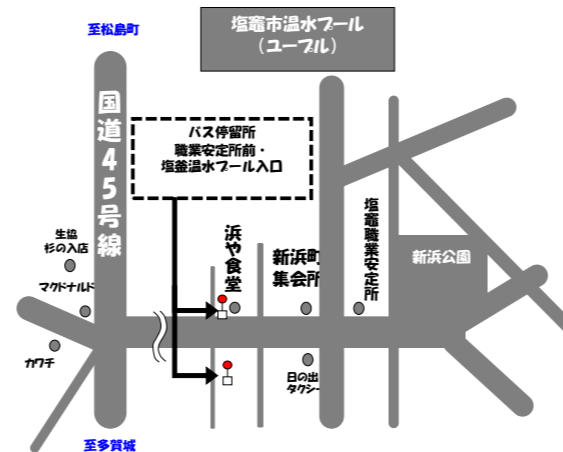 至松島町
塩竈市温水プール
（ユープル）
国道45号線
バス停留所
職業安定所前・
塩釜温水プール入口
生協
杉の入店
マクドナルド
カワチ
浜や食堂
新浜町
集会所
塩竈職業安定所
新浜公園
日の出
タクシー
至多賀城